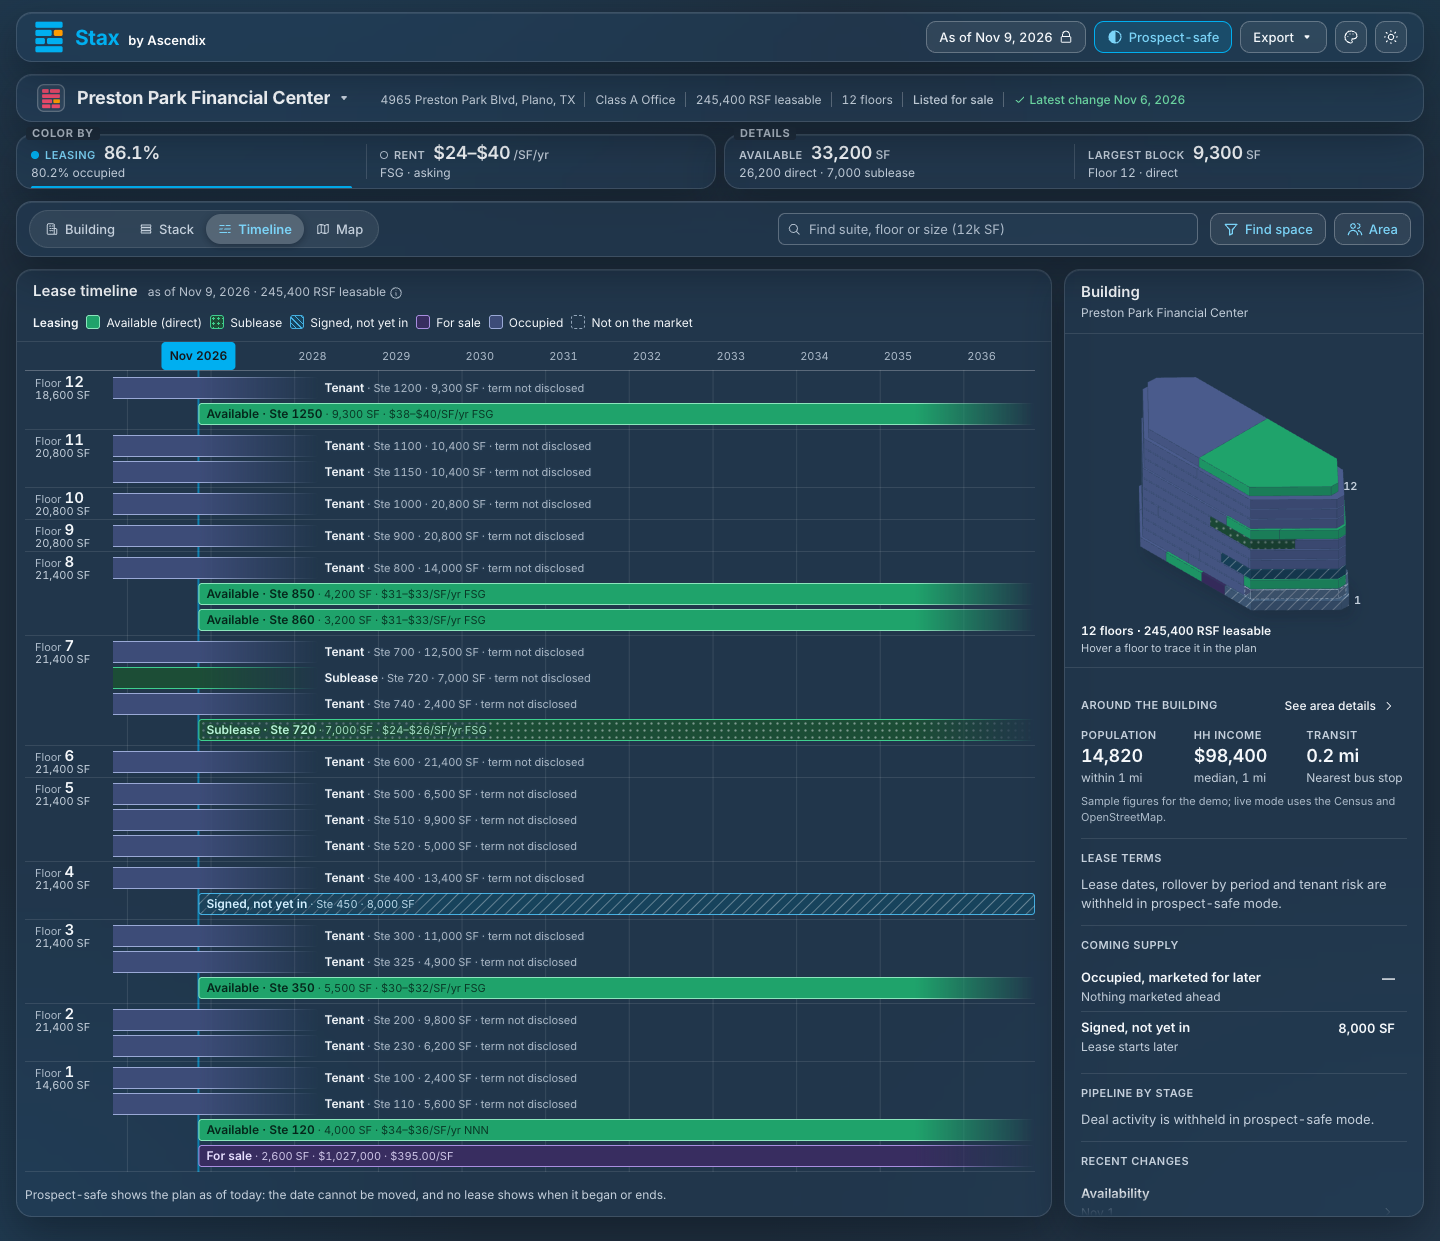 Stax by Ascendix
As of Nov 9, 2026
Prospect-safe
Export
Preston Park Financial Center
4965 Preston Park Blvd, Plano, TX
Class A Office
245,400 RSF leasable
12 floors
Listed for sale
✓ Latest change Nov 6, 2026
COLOR BY
LEASING 86.1%
80.2% occupied
RENT $24–$40 /SF/yr
FSG · asking
DETAILS
AVAILABLE 33,200 SF
26,200 direct · 7,000 sublease
LARGEST BLOCK 9,300 SF
Floor 12 · direct
Building
Stack
Timeline
Map
Find suite, floor or size (12k SF)
Find space
Area
Lease timeline as of Nov 9, 2026 · 245,400 RSF leasable
Leasing Available (direct) Sublease Signed, not yet in For sale Occupied Not on the market
Nov 2026 2028 2029 2030 2031 2032 2033 2034 2035 2036
Floor 12
18,600 SF
Tenant · Ste 1200 · 9,300 SF · term not disclosed
Available · Ste 1250 · 9,300 SF · $38–$40/SF/yr FSG
Floor 11
20,800 SF
Tenant · Ste 1100 · 10,400 SF · term not disclosed
Tenant · Ste 1150 · 10,400 SF · term not disclosed
Floor 10
20,800 SF
Tenant · Ste 1000 · 20,800 SF · term not disclosed
Floor 9
20,800 SF
Tenant · Ste 900 · 20,800 SF · term not disclosed
Floor 8
21,400 SF
Tenant · Ste 800 · 14,000 SF · term not disclosed
Available · Ste 850 · 4,200 SF · $31–$33/SF/yr FSG
Available · Ste 860 · 3,200 SF · $31–$33/SF/yr FSG
Floor 7
21,400 SF
Tenant · Ste 700 · 12,500 SF · term not disclosed
Sublease · Ste 720 · 7,000 SF · term not disclosed
Tenant · Ste 740 · 2,400 SF · term not disclosed
Sublease · Ste 720 · 7,000 SF · $24–$26/SF/yr FSG
Floor 6
21,400 SF
Tenant · Ste 600 · 21,400 SF · term not disclosed
Floor 5
21,400 SF
Tenant · Ste 500 · 6,500 SF · term not disclosed
Tenant · Ste 510 · 9,900 SF · term not disclosed
Tenant · Ste 520 · 5,000 SF · term not disclosed
Floor 4
21,400 SF
Tenant · Ste 400 · 13,400 SF · term not disclosed
Signed, not yet in · Ste 450 · 8,000 SF
Floor 3
21,400 SF
Tenant · Ste 300 · 11,000 SF · term not disclosed
Tenant · Ste 325 · 4,900 SF · term not disclosed
Available · Ste 350 · 5,500 SF · $30–$32/SF/yr FSG
Floor 2
21,400 SF
Tenant · Ste 200 · 9,800 SF · term not disclosed
Tenant · Ste 230 · 6,200 SF · term not disclosed
Floor 1
14,600 SF
Tenant · Ste 100 · 2,400 SF · term not disclosed
Tenant · Ste 110 · 5,600 SF · term not disclosed
Available · Ste 120 · 4,000 SF · $34–$36/SF/yr NNN
For sale · 2,600 SF · $1,027,000 · $395.00/SF
Prospect-safe shows the plan as of today: the date cannot be moved, and no lease shows when it began or ends.
Building
Preston Park Financial Center
12
1
12 floors · 245,400 RSF leasable
Hover a floor to trace it in the plan
AROUND THE BUILDING
See area details
POPULATION HH INCOME TRANSIT
14,820 $98,400 0.2 mi
within 1 mi median, 1 mi Nearest bus stop
Sample figures for the demo; live mode uses the Census and
OpenStreetMap.
LEASE TERMS
Lease dates, rollover by period and tenant risk are
withheld in prospect-safe mode.
COMING SUPPLY
Occupied, marketed for later —
Nothing marketed ahead
Signed, not yet in 8,000 SF
Lease starts later
PIPELINE BY STAGE
Deal activity is withheld in prospect-safe mode.
RECENT CHANGES
Availability
Nov 1